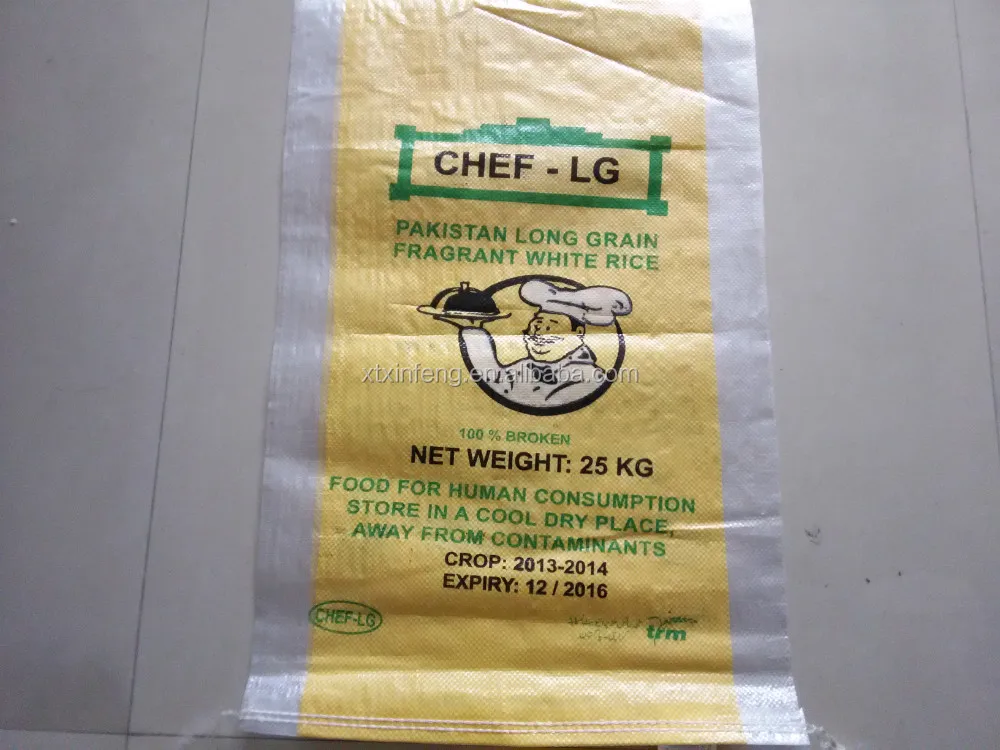 CHEF - LG
PAKISTAN LONG GRAIN
FRAGRANT WHITE RICE
xtxinfeng.en.alibaba.com
100 % BROKEN
NET WEIGHT: 25 KG
FOOD FOR HUMAN CONSUMPTION
STORE IN A COOL DRY PLACE,
AWAY FROM CONTAMINANTS
CROP: 2013-2014
EXPIRY: 12 / 2016
CHEF-LG
trm